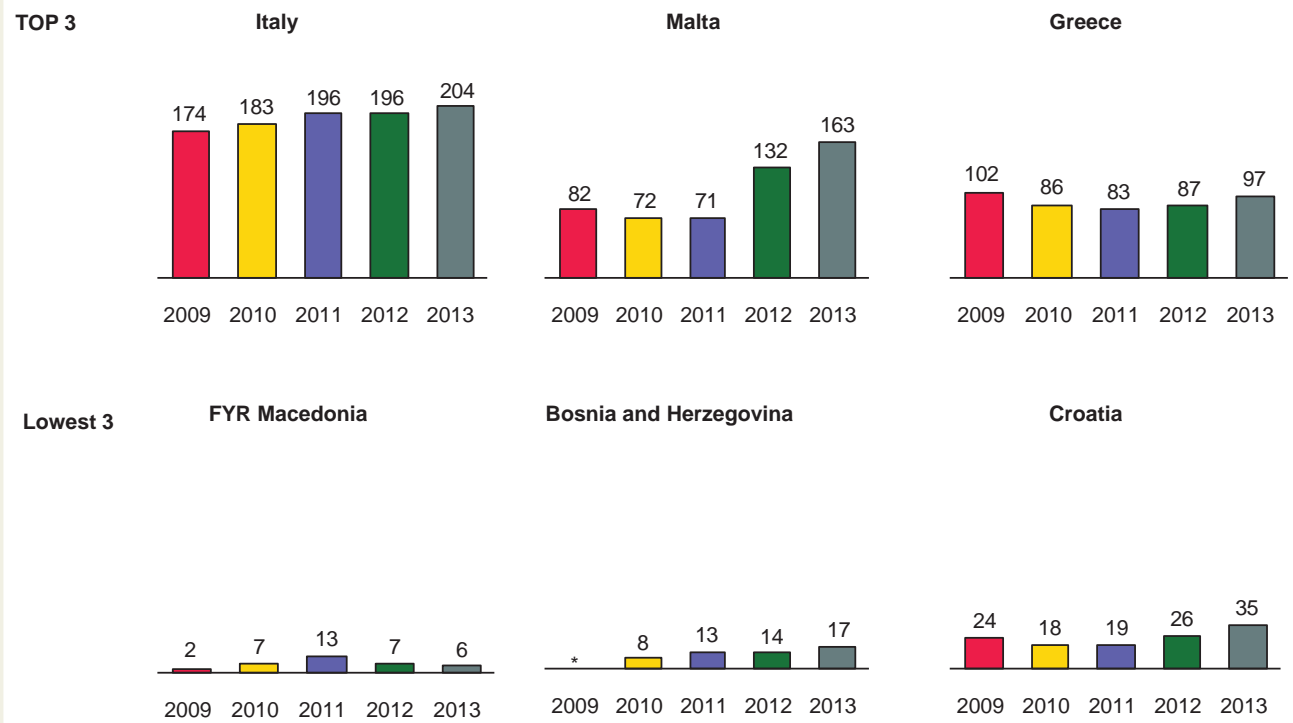 TOP 3
Italy
Malta
Greece
174 183 196 196 204
82 72 71 132 163
102 86 83 87 97
2009 2010 2011 2012 2013
2009 2010 2011 2012 2013
2009 2010 2011 2012 2013
Lowest 3
FYR Macedonia
Bosnia and Herzegovina
Croatia
2 7 13 7 6
* 8 13 14 17
24 18 19 26 35
2009 2010 2011 2012 2013
2009 2010 2011 2012 2013
2009 2010 2011 2012 2013